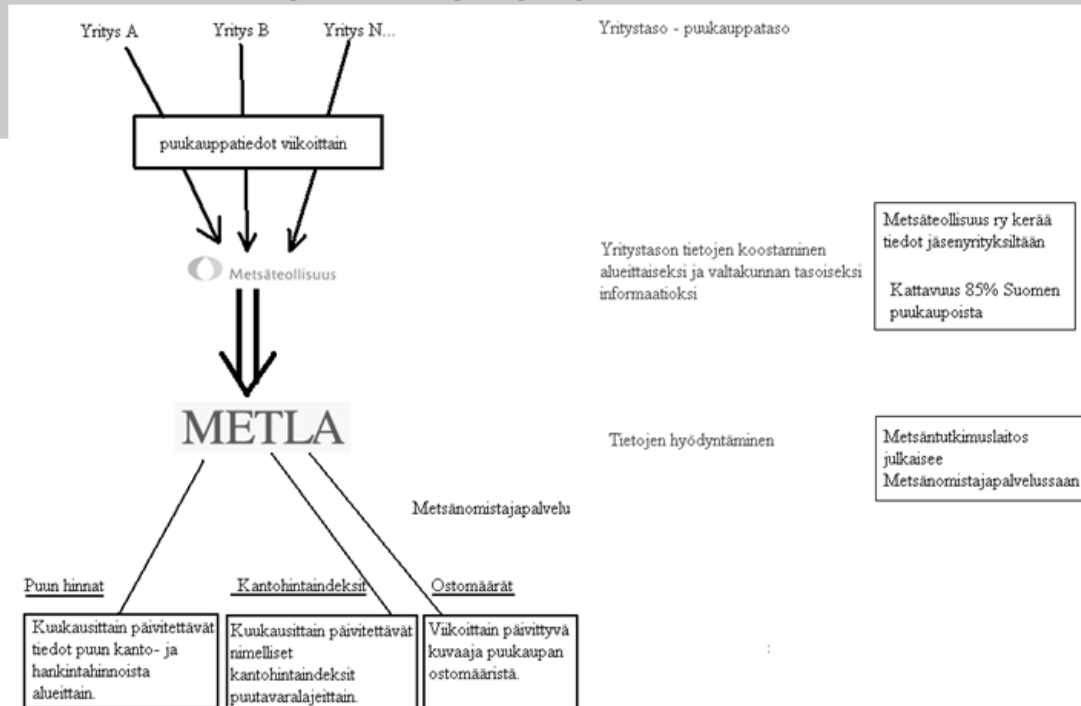 Yritys A
Yritys B
Yritys N...
Yritystaso - puukauppataso
puukauppatiedot viikoittain
Metsäteollisuus
Yritystason tietojen koostaminen
alueittaiseksi ja valtakunnan tasoiseksi
informaatioksi
Metsäteollisuus ry kerää
tiedot jäsenyrityksiltään
Kattavuus 85% Suomen
puukaupoista
METLA
Tietojen hyödyntäminen
Metsäntutkimuslaitos
julkaisee
Metsänomistajapalvelussaan
Metsänomistajapalvelu
Puun hinnat
Kuukausittain päivitettävät
tiedot puun kanto- ja
hankintahinnoista
alueittain.
Kantohintaindeksit
Kuukausittain päivitettävät
nimelliset
kantohintaindeksit
puutavaralajeittain.
Ostomäärät
Viikoittain päivittyvä
kuvaaja puukaupan
ostomääristä.
: